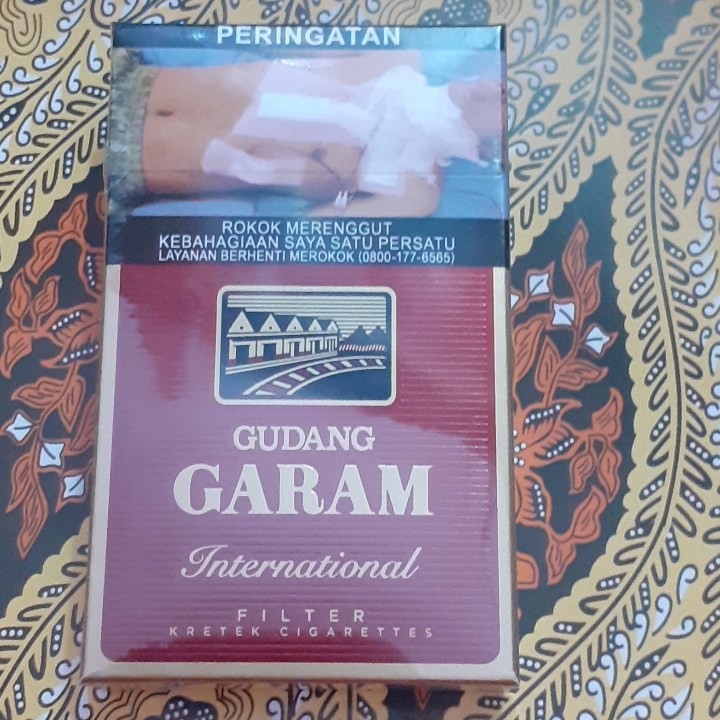 PERINGATAN
ROKOK MERENGGUT
KEBAHAGIAAN SAYA SATU PERSATU
LAYANAN BERHENTI MEROKOK (0800-177-6565)
GUDANG
GARAM
International
FILTER
KRETEK CIGARETTES